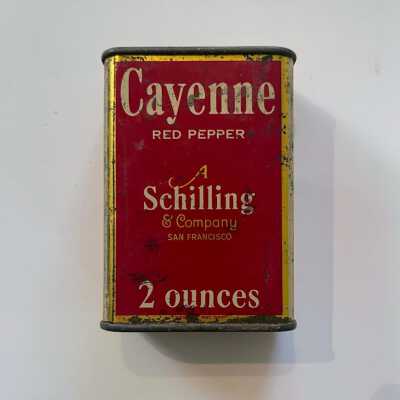 Cayenne
RED PEPPER
A
Schilling
& Company
SAN FRANCISCO
2 ounces